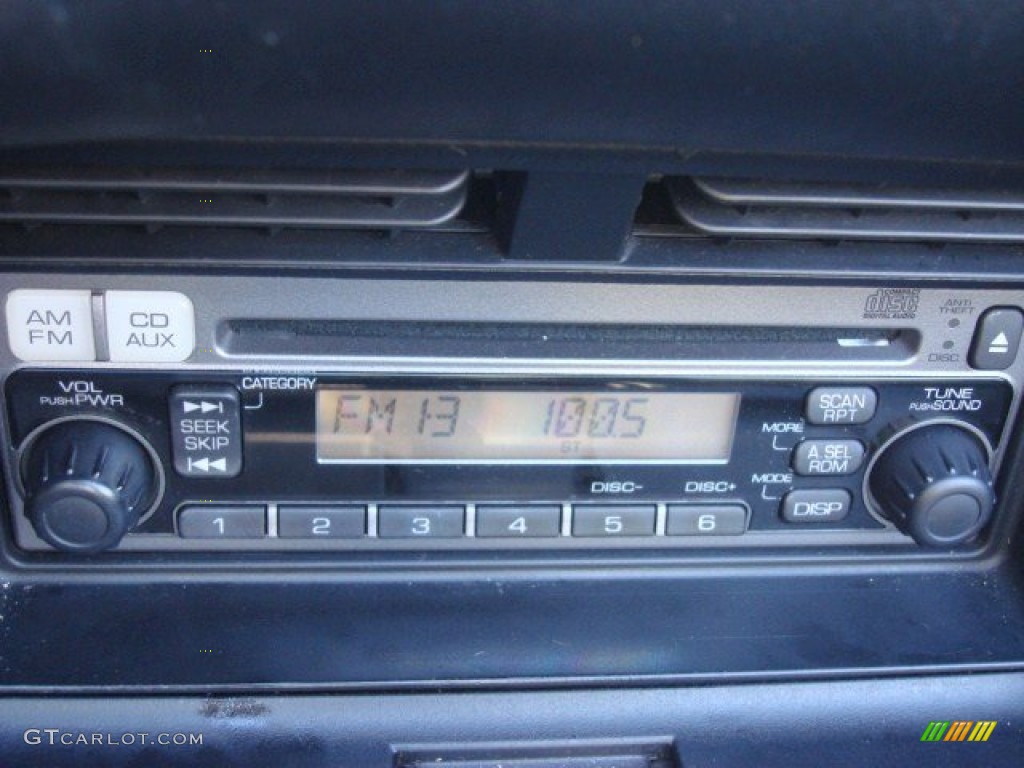 AM
FM
CD
AUX
COMPACT
disc
DIGITAL AUDIO
ANTI
THEFT
DISC
VOL
PUSH PWR
CATEGORY
SEEK
SKIP
FM1-3 100.5
ST
SCAN
RPT
TUNE
PUSH SOUND
MORE
A.SEL
RDM
MODE
DISP
DISC-
DISC+
1
2
3
4
5
6
GTCARLOT.COM